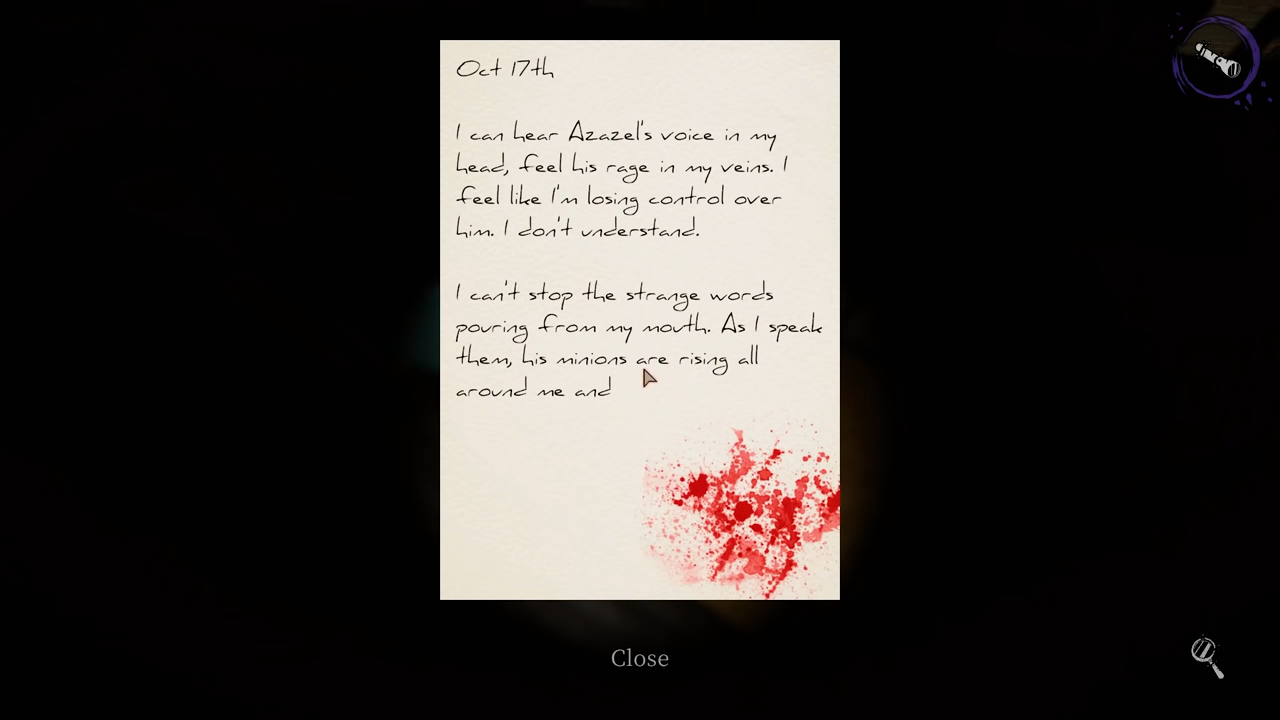 Oct 17th
I can hear Azazel's voice in my
head, feel his rage in my veins. I
feel like I'm losing control over
him. I don't understand.
I can't stop the strange words
pouring from my mouth. As I speak
them, his minions are rising all
around me and
Close